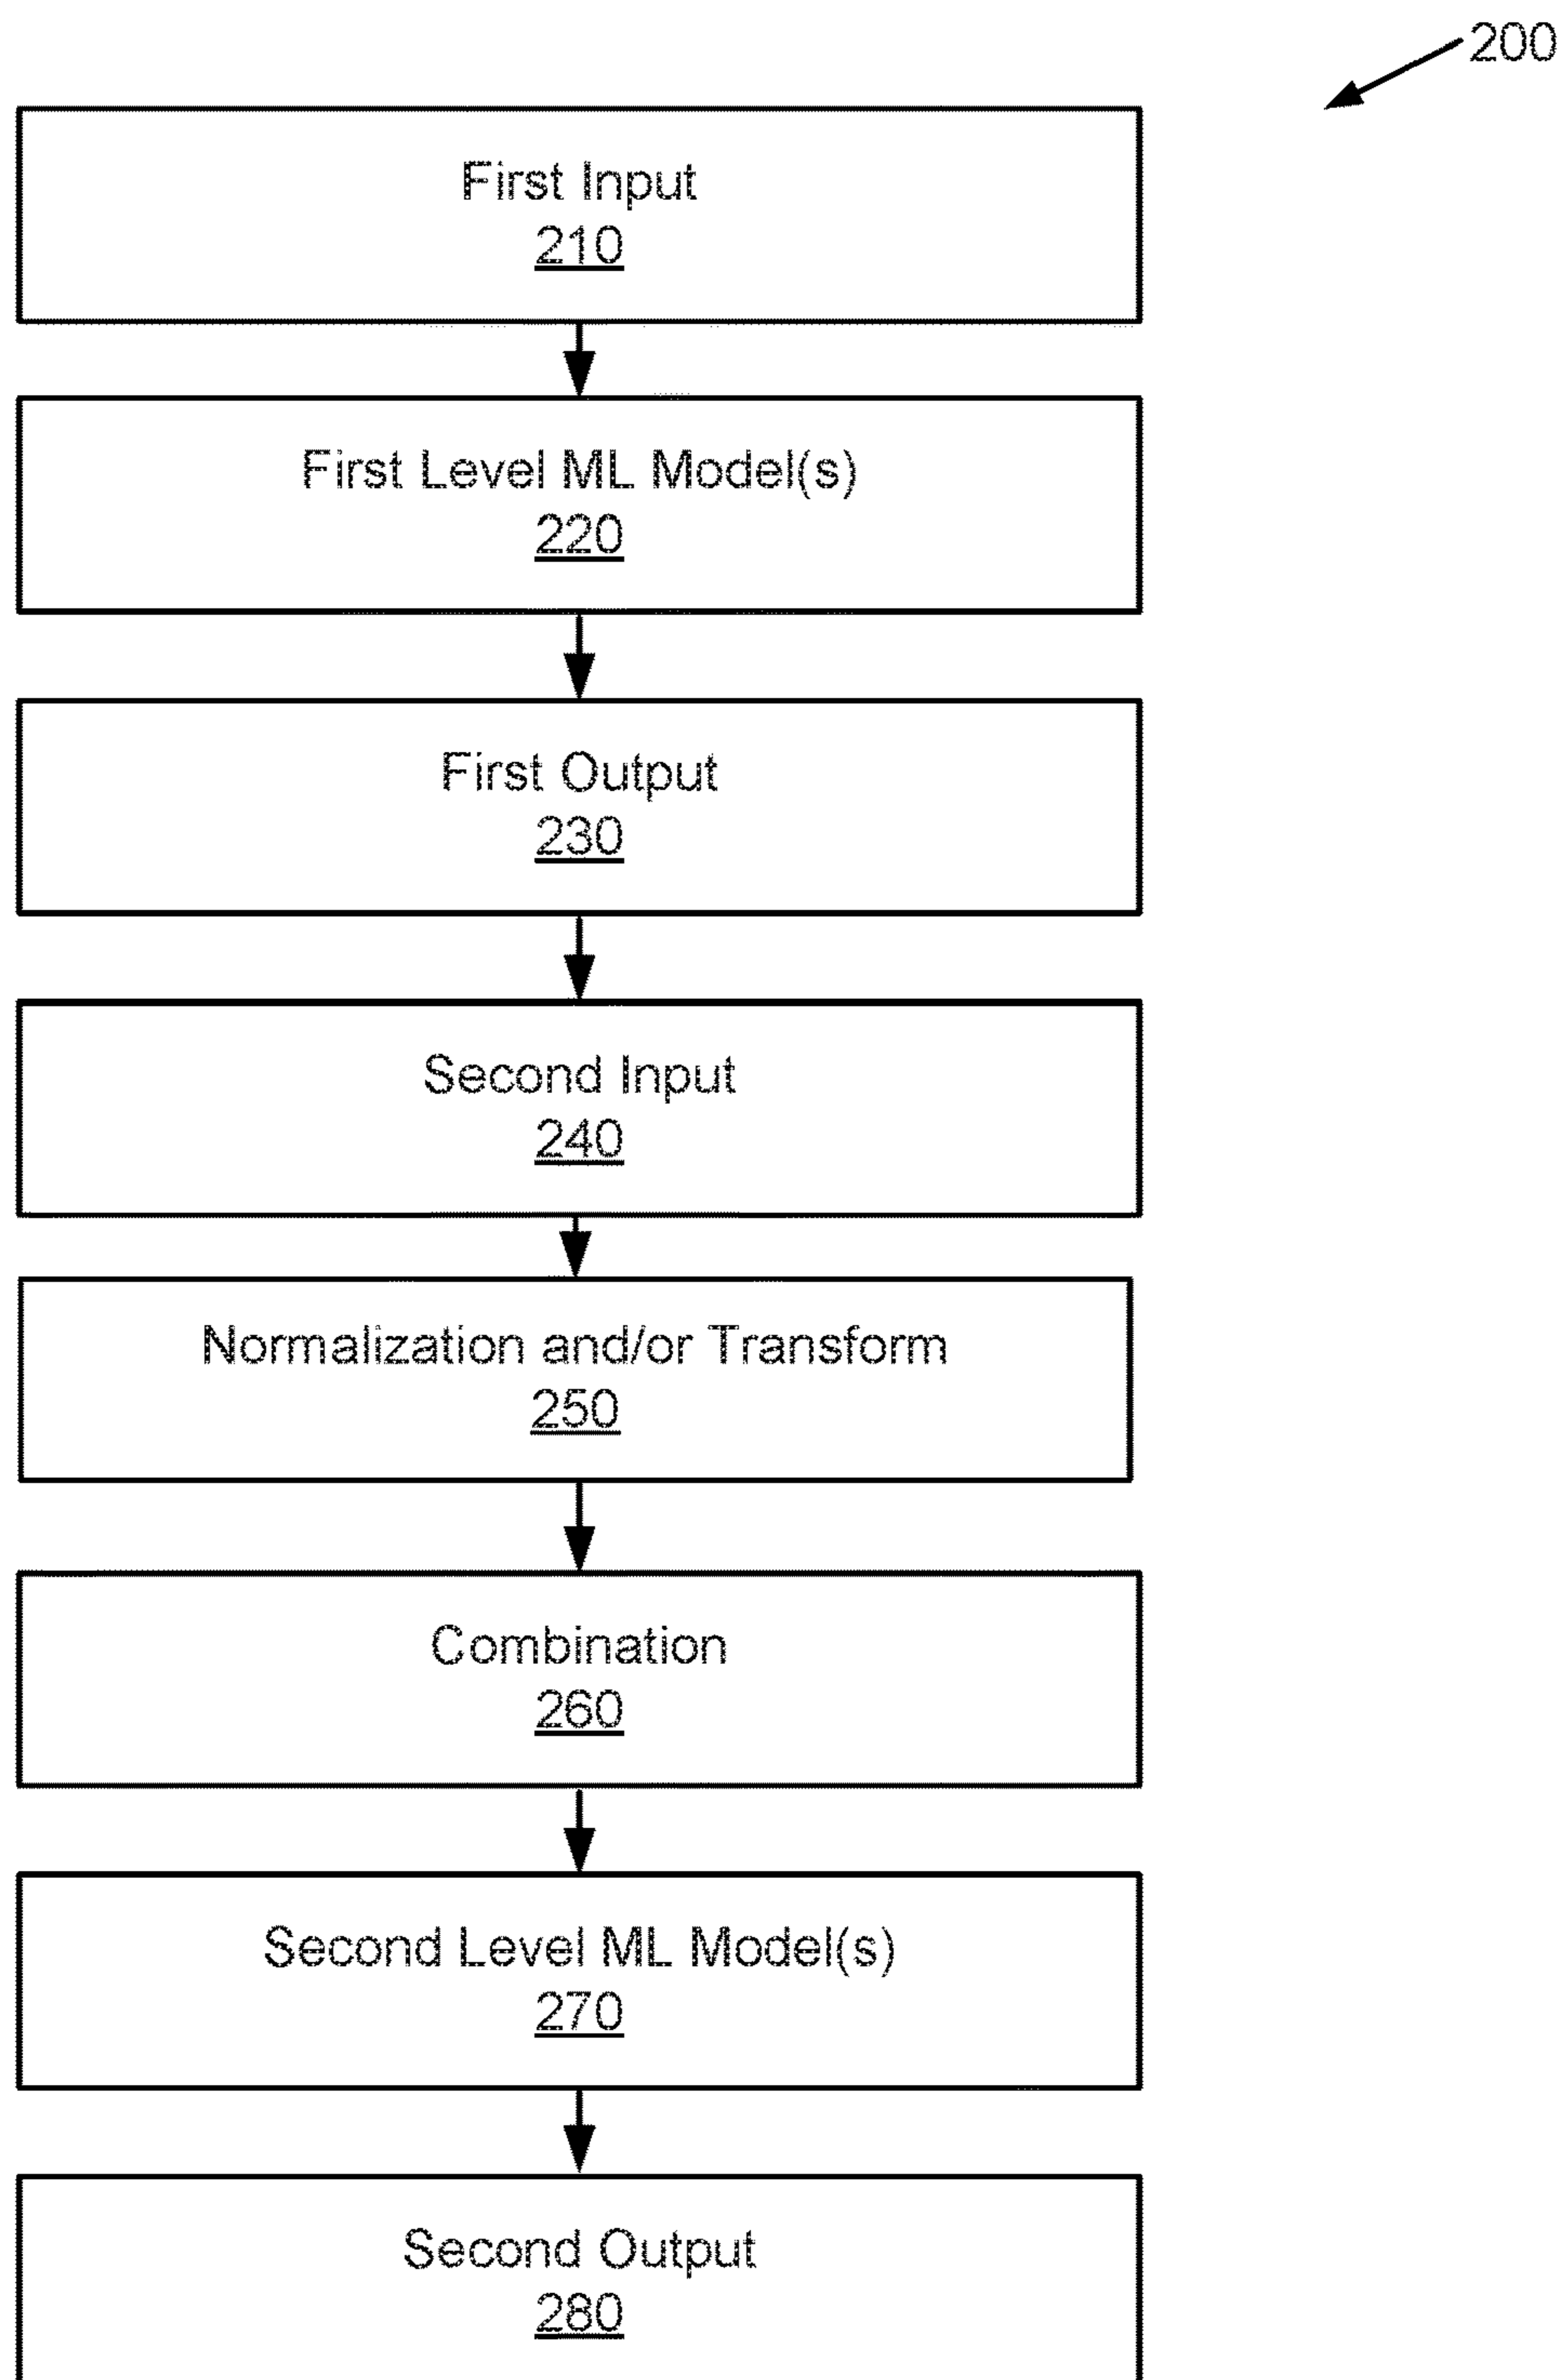 200
First Input
210
First Level ML Model(s)
220
First Output
230
Second Input
240
Normalization and/or Transform
250
Combination
260
Second Level ML Model(s)
270
Second Output
280